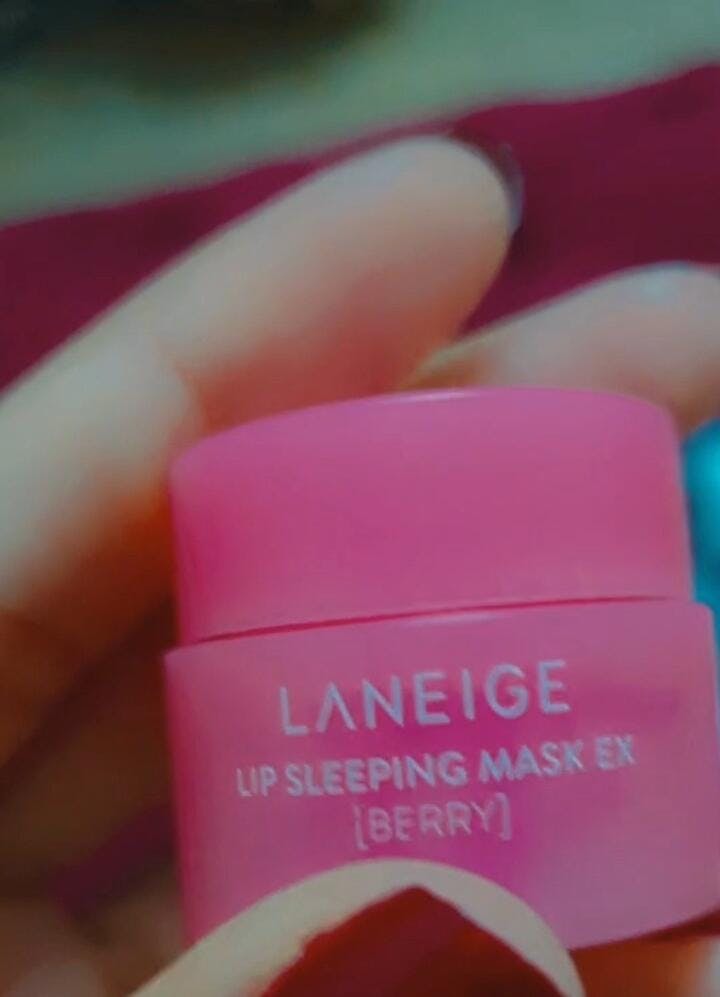 LANEIGE
LIP SLEEPING MASK EX
[BERRY]